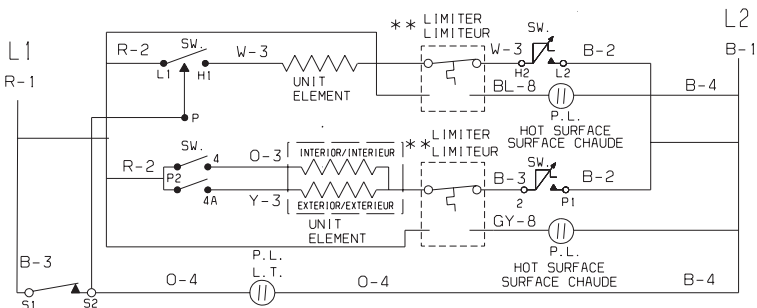 L1
R-1
L2
B-1
** LIMITER
LIMITEUR
R-2
SW.
L1
H1
W-3
UNIT
ELEMENT
W-3
SW.
H2
L2
B-2
BL-8
B-4
P.L.
HOT SURFACE
SURFACE CHAUDE
P
** LIMITER
LIMITEUR
R-2
SW.
P2
4
4A
O-3
Y-3
INTERIOR/INTERIEUR
EXTERIOR/EXTERIEUR
UNIT
ELEMENT
B-3
SW.
2
P1
B-2
GY-8
P.L.
HOT SURFACE
SURFACE CHAUDE
B-3
S1
S2
O-4
P.L.
L.T.
O-4
B-4